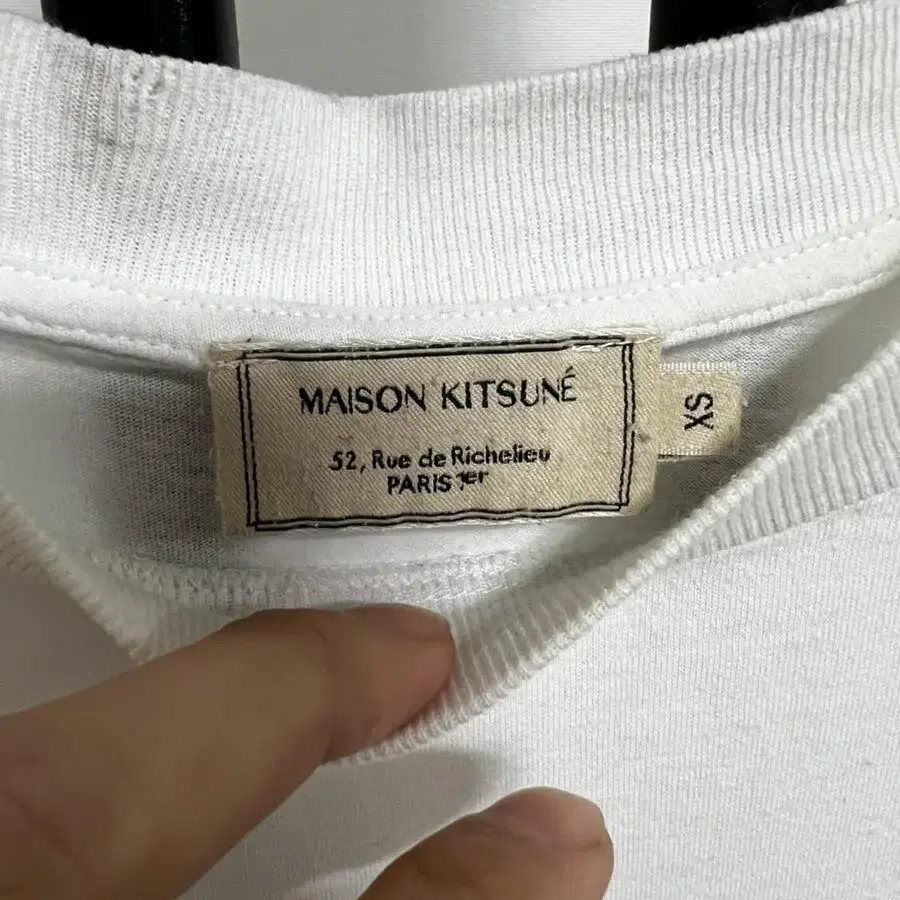 MAISON KITSUNÉ
52, Rue de Richelieu
PARIS 1er
XS